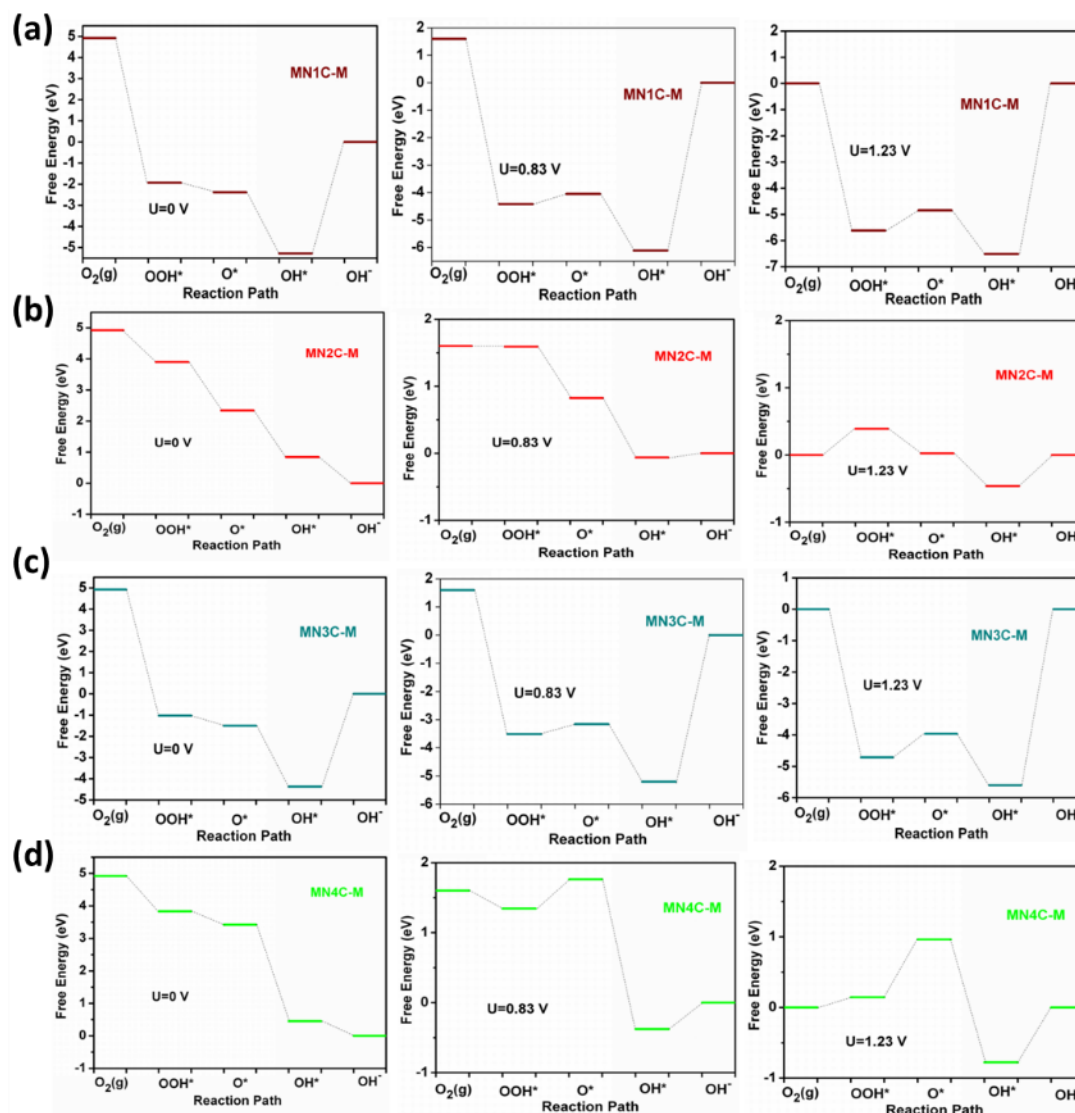 (a)
Free Energy (eV)
5
4
3
2
1
0
-1
-2
-3
-4
-5
MN1C-M
U=0 V
O₂(g) OOH* O* OH* OH⁻
Reaction Path
Free Energy (eV)
2
1
0
-1
-2
-3
-4
-5
-6
MN1C-M
U=0.83 V
O₂(g) OOH* O* OH* OH⁻
Reaction Path
Free Energy (eV)
2
1
0
-1
-2
-3
-4
-5
-6
-7
MN1C-M
U=1.23 V
O₂(g) OOH* O* OH* OH
Reaction Path
(b)
Free Energy (eV)
5
4
3
2
1
0
-1
MN2C-M
U=0 V
O₂(g) OOH* O* OH* OH⁻
Reaction Path
Free Energy (eV)
2
1
0
-1
MN2C-M
U=0.83 V
O₂(g) OOH* O* OH* OH⁻
Reaction Path
Free Energy (eV)
2
1
0
-1
MN2C-M
U=1.23 V
O₂(g) OOH* O* OH* OH
Reaction Path
(c)
Free Energy (eV)
5
4
3
2
1
0
-1
-2
-3
-4
-5
MN3C-M
U=0 V
O₂(g) OOH* O* OH* OH⁻
Reaction Path
Free Energy (eV)
2
1
0
-1
-2
-3
-4
-5
-6
MN3C-M
U=0.83 V
O₂(g) OOH* O* OH* OH⁻
Reaction Path
Free Energy (eV)
1
0
-1
-2
-3
-4
-5
-6
MN3C-M
U=1.23 V
O₂(g) OOH* O* OH* OH
Reaction Path
(d)
Free Energy (eV)
5
4
3
2
1
0
-1
MN4C-M
U=0 V
O₂(g) OOH* O* OH* OH⁻
Reaction Path
Free Energy (eV)
2
1
0
-1
MN4C-M
U=0.83 V
O₂(g) OOH* O* OH* OH⁻
Reaction Path
Free Energy (eV)
2
1
0
-1
MN4C-M
U=1.23 V
O₂(g) OOH* O* OH* OH
Reaction Path